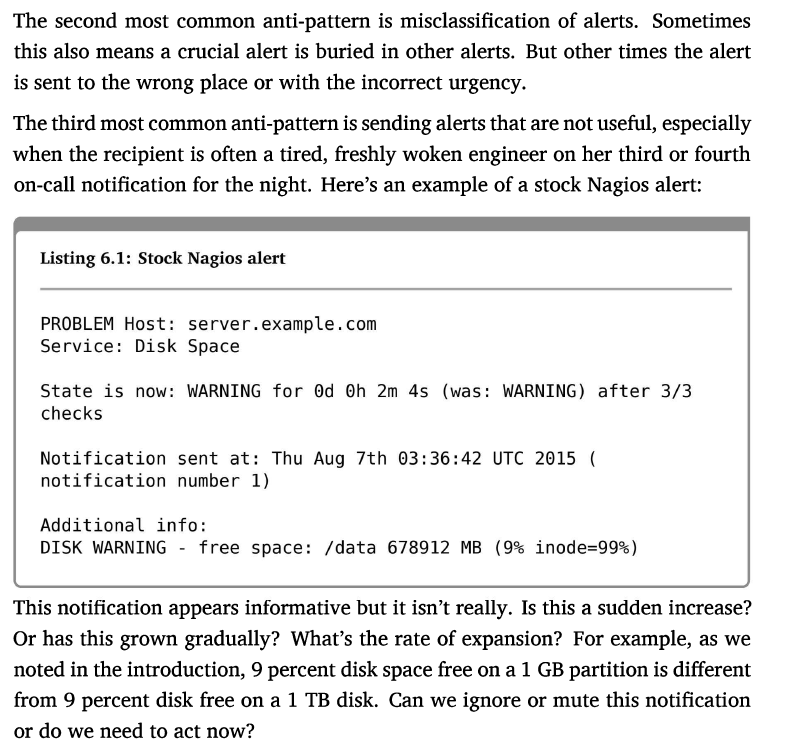 The second most common anti-pattern is misclassification of alerts. Sometimes
this also means a crucial alert is buried in other alerts. But other times the alert
is sent to the wrong place or with the incorrect urgency.
The third most common anti-pattern is sending alerts that are not useful, especially
when the recipient is often a tired, freshly woken engineer on her third or fourth
on-call notification for the night. Here’s an example of a stock Nagios alert:
Listing 6.1: Stock Nagios alert
PROBLEM Host: server.example.com
Service: Disk Space
State is now: WARNING for 0d 0h 2m 4s (was: WARNING) after 3/3
checks
Notification sent at: Thu Aug 7th 03:36:42 UTC 2015 (
notification number 1)
Additional info:
DISK WARNING - free space: /data 678912 MB (9% inode=99%)
This notification appears informative but it isn’t really. Is this a sudden increase?
Or has this grown gradually? What’s the rate of expansion? For example, as we
noted in the introduction, 9 percent disk space free on a 1 GB partition is different
from 9 percent disk free on a 1 TB disk. Can we ignore or mute this notification
or do we need to act now?